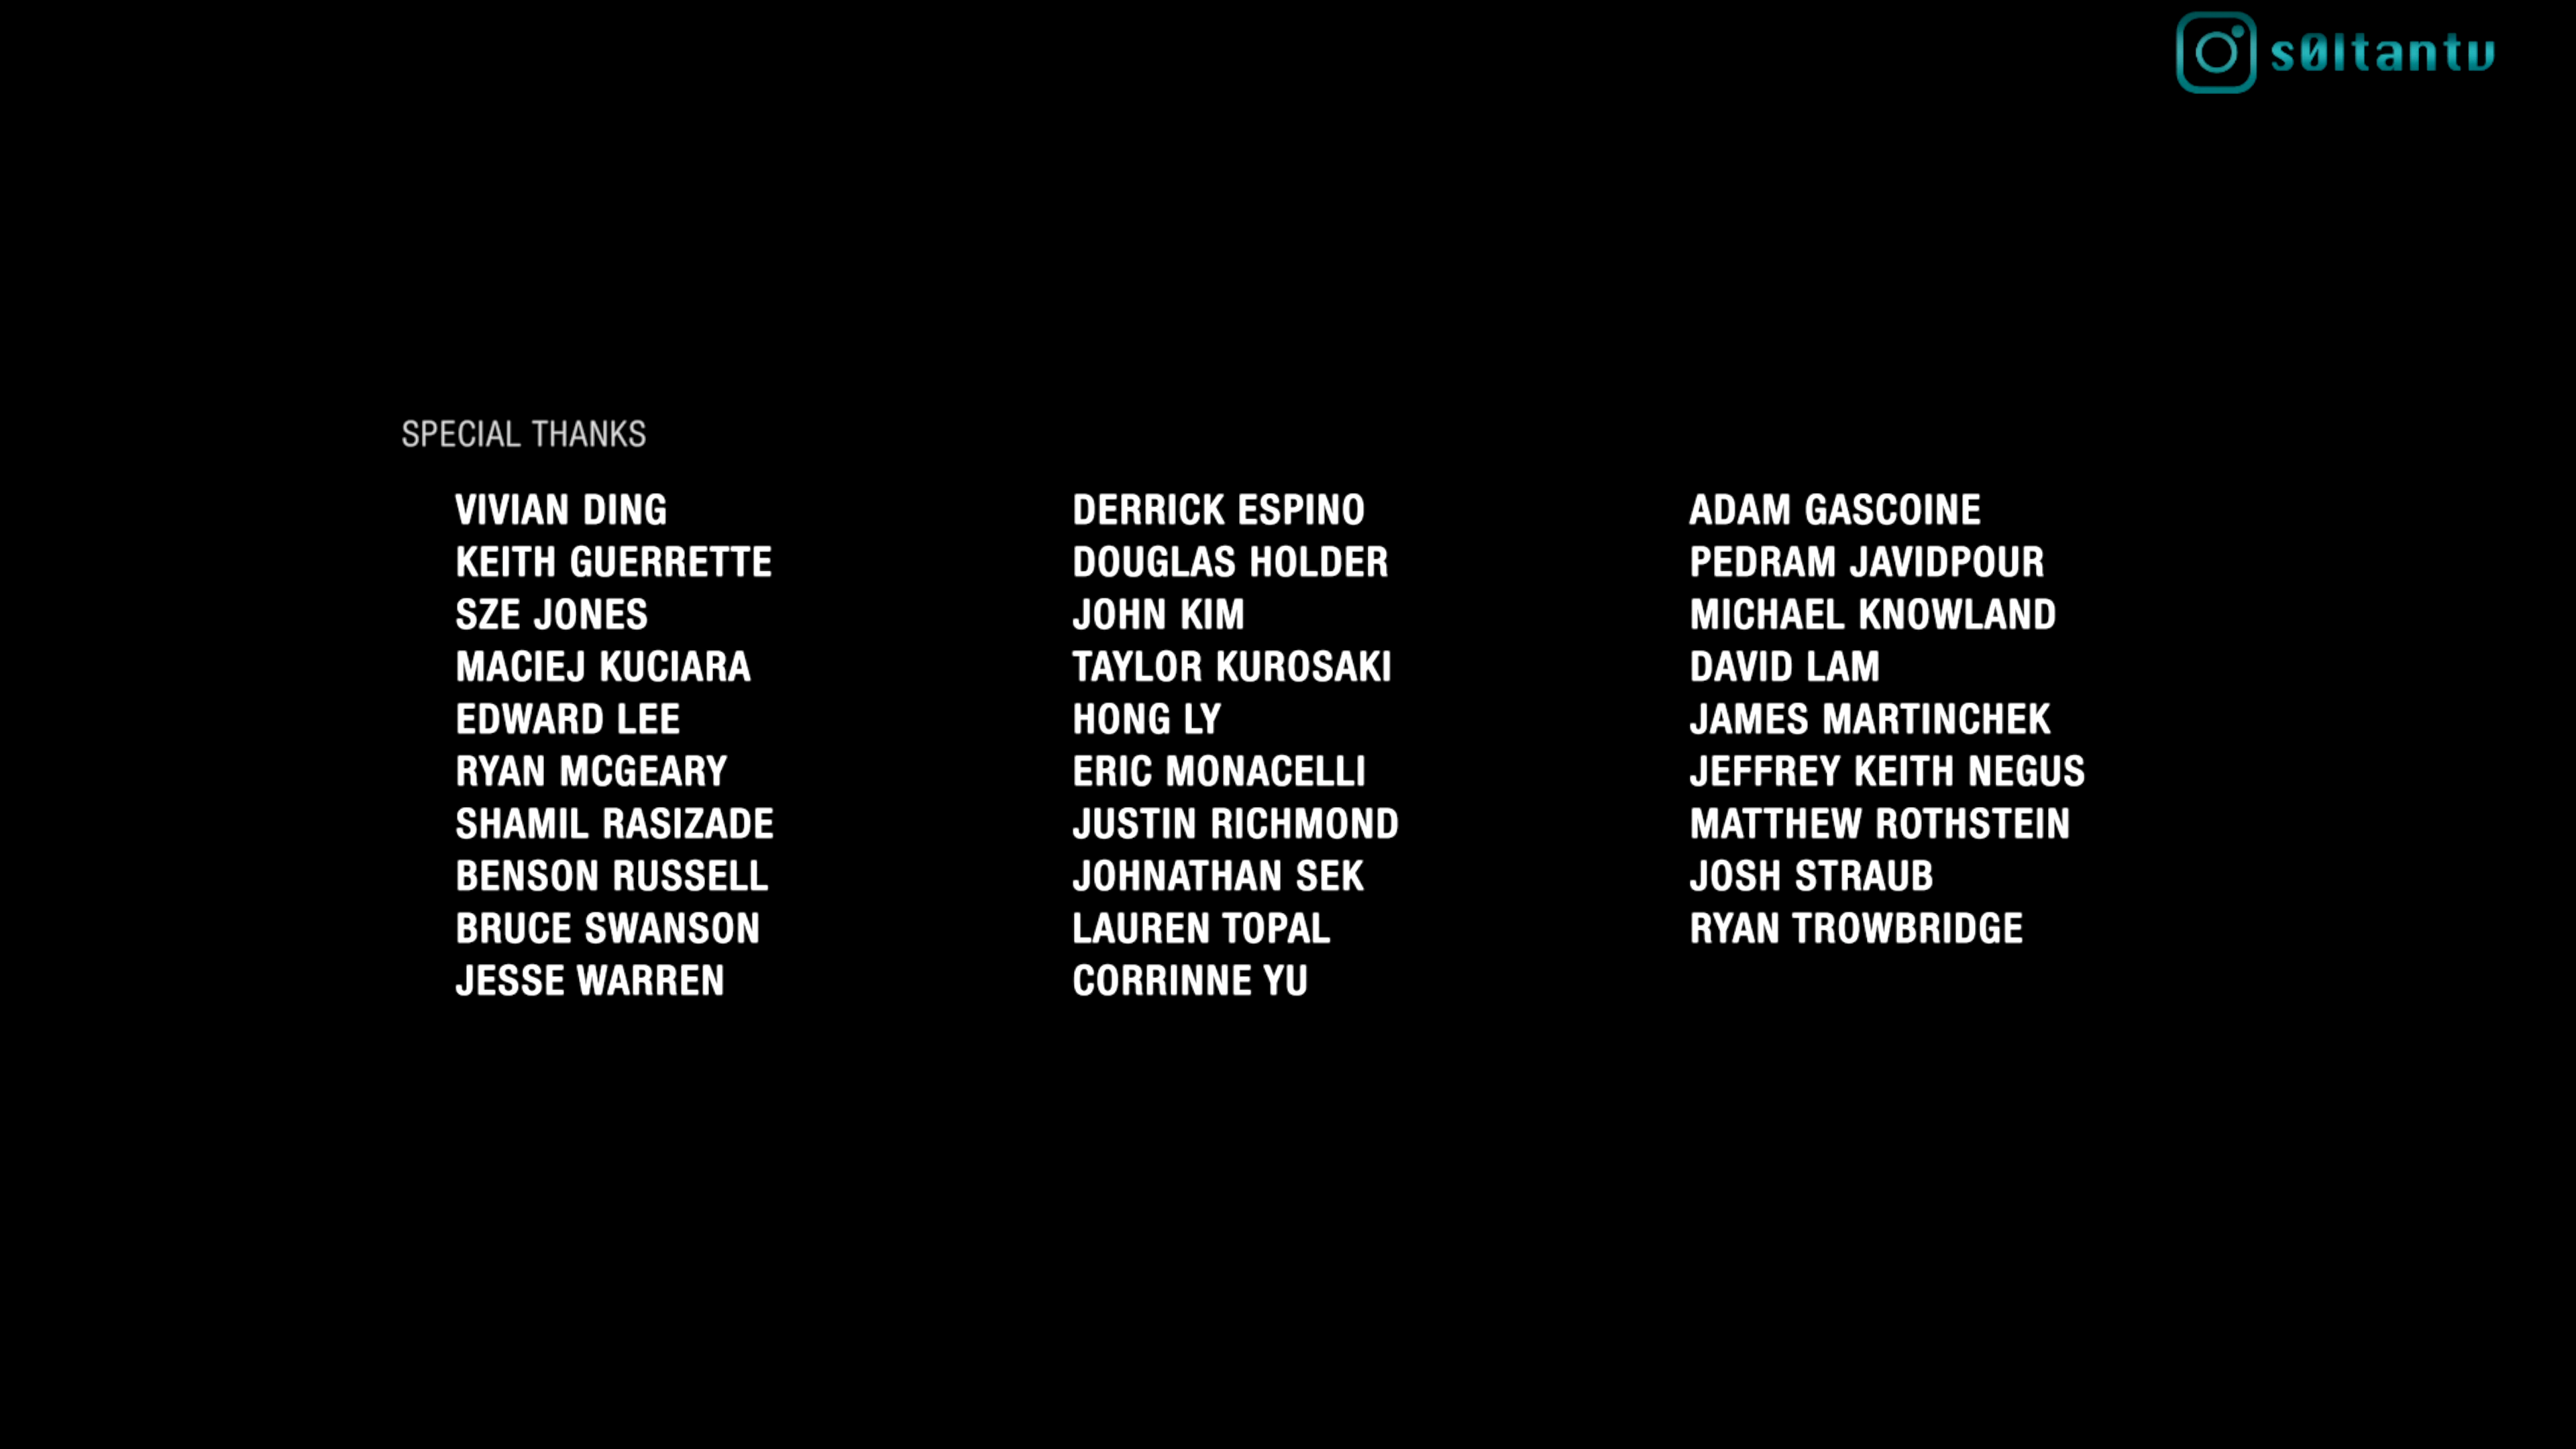 s0ltantv
SPECIAL THANKS
VIVIAN DING
KEITH GUERRETTE
SZE JONES
MACIEJ KUCIARA
EDWARD LEE
RYAN MCGEARY
SHAMIL RASIZADE
BENSON RUSSELL
BRUCE SWANSON
JESSE WARREN
DERRICK ESPINO
DOUGLAS HOLDER
JOHN KIM
TAYLOR KUROSAKI
HONG LY
ERIC MONACELLI
JUSTIN RICHMOND
JOHNATHAN SEK
LAUREN TOPAL
CORRINNE YU
ADAM GASCOINE
PEDRAM JAVIDPOUR
MICHAEL KNOWLAND
DAVID LAM
JAMES MARTINCHEK
JEFFREY KEITH NEGUS
MATTHEW ROTHSTEIN
JOSH STRAUB
RYAN TROWBRIDGE